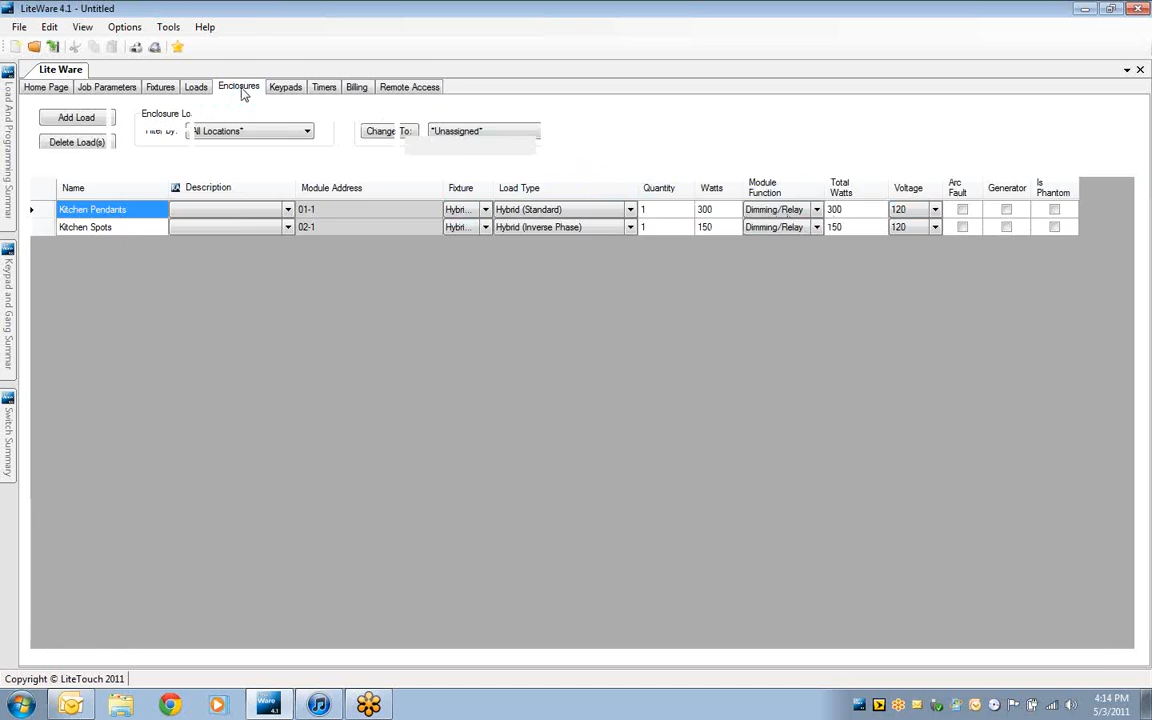 LiteWare 4.1 - Untitled
File Edit View Options Tools Help
Lite Ware
Home Page Job Parameters Fixtures Loads Enclosures Keypads Timers Billing Remote Access
Load And Programming Summar
Keypad and Gang Summar
Switch Summary
Add Load
Delete Load(s)
Enclosure Lo
Filter By: All Locations*
Change To: *Unassigned*
Name Description Module Address Fixture Load Type Quantity Watts Module Function Total Watts Voltage Arc Fault Generator Is Phantom
Kitchen Pendants 01-1 Hybri... Hybrid (Standard) 1 300 Dimming/Relay 300 120
Kitchen Spots 02-1 Hybri... Hybrid (Inverse Phase) 1 150 Dimming/Relay 150 120
Copyright © LiteTouch 2011
Ware
4.1
4:14 PM
5/3/2011